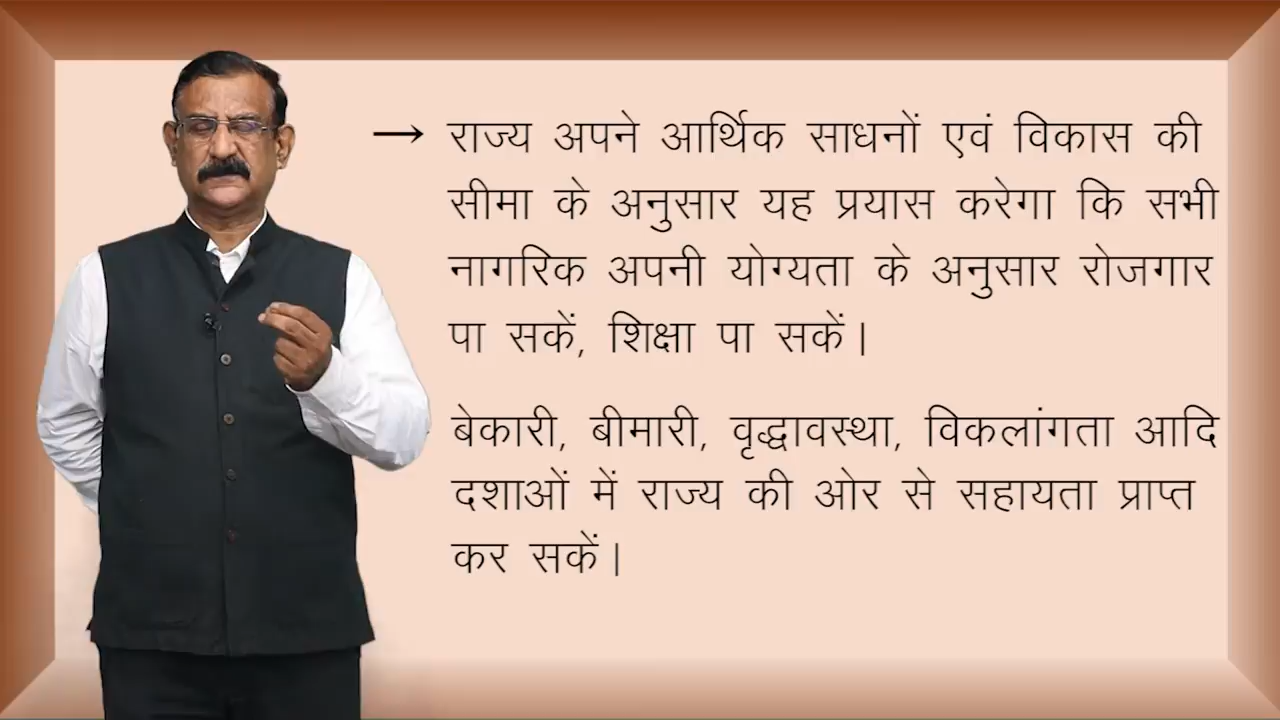 → राज्य अपने आर्थिक साधनों एवं विकास की
सीमा के अनुसार यह प्रयास करेगा कि सभी
नागरिक अपनी योग्यता के अनुसार रोजगार
पा सकें, शिक्षा पा सकें।
बेकारी, बीमारी, वृद्धावस्था, विकलांगता आदि
दशाओं में राज्य की ओर से सहायता प्राप्त
कर सकें।